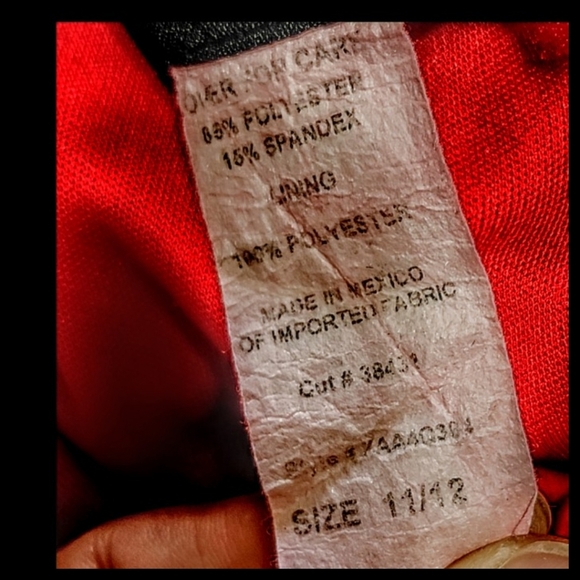 OVER FOR CARE
85% POLYESTER
15% SPANDEX
LINING
100% POLYESTER
MADE IN MEXICO
OF IMPORTED FABRIC
Cut #
Style #
SIZE 11/12